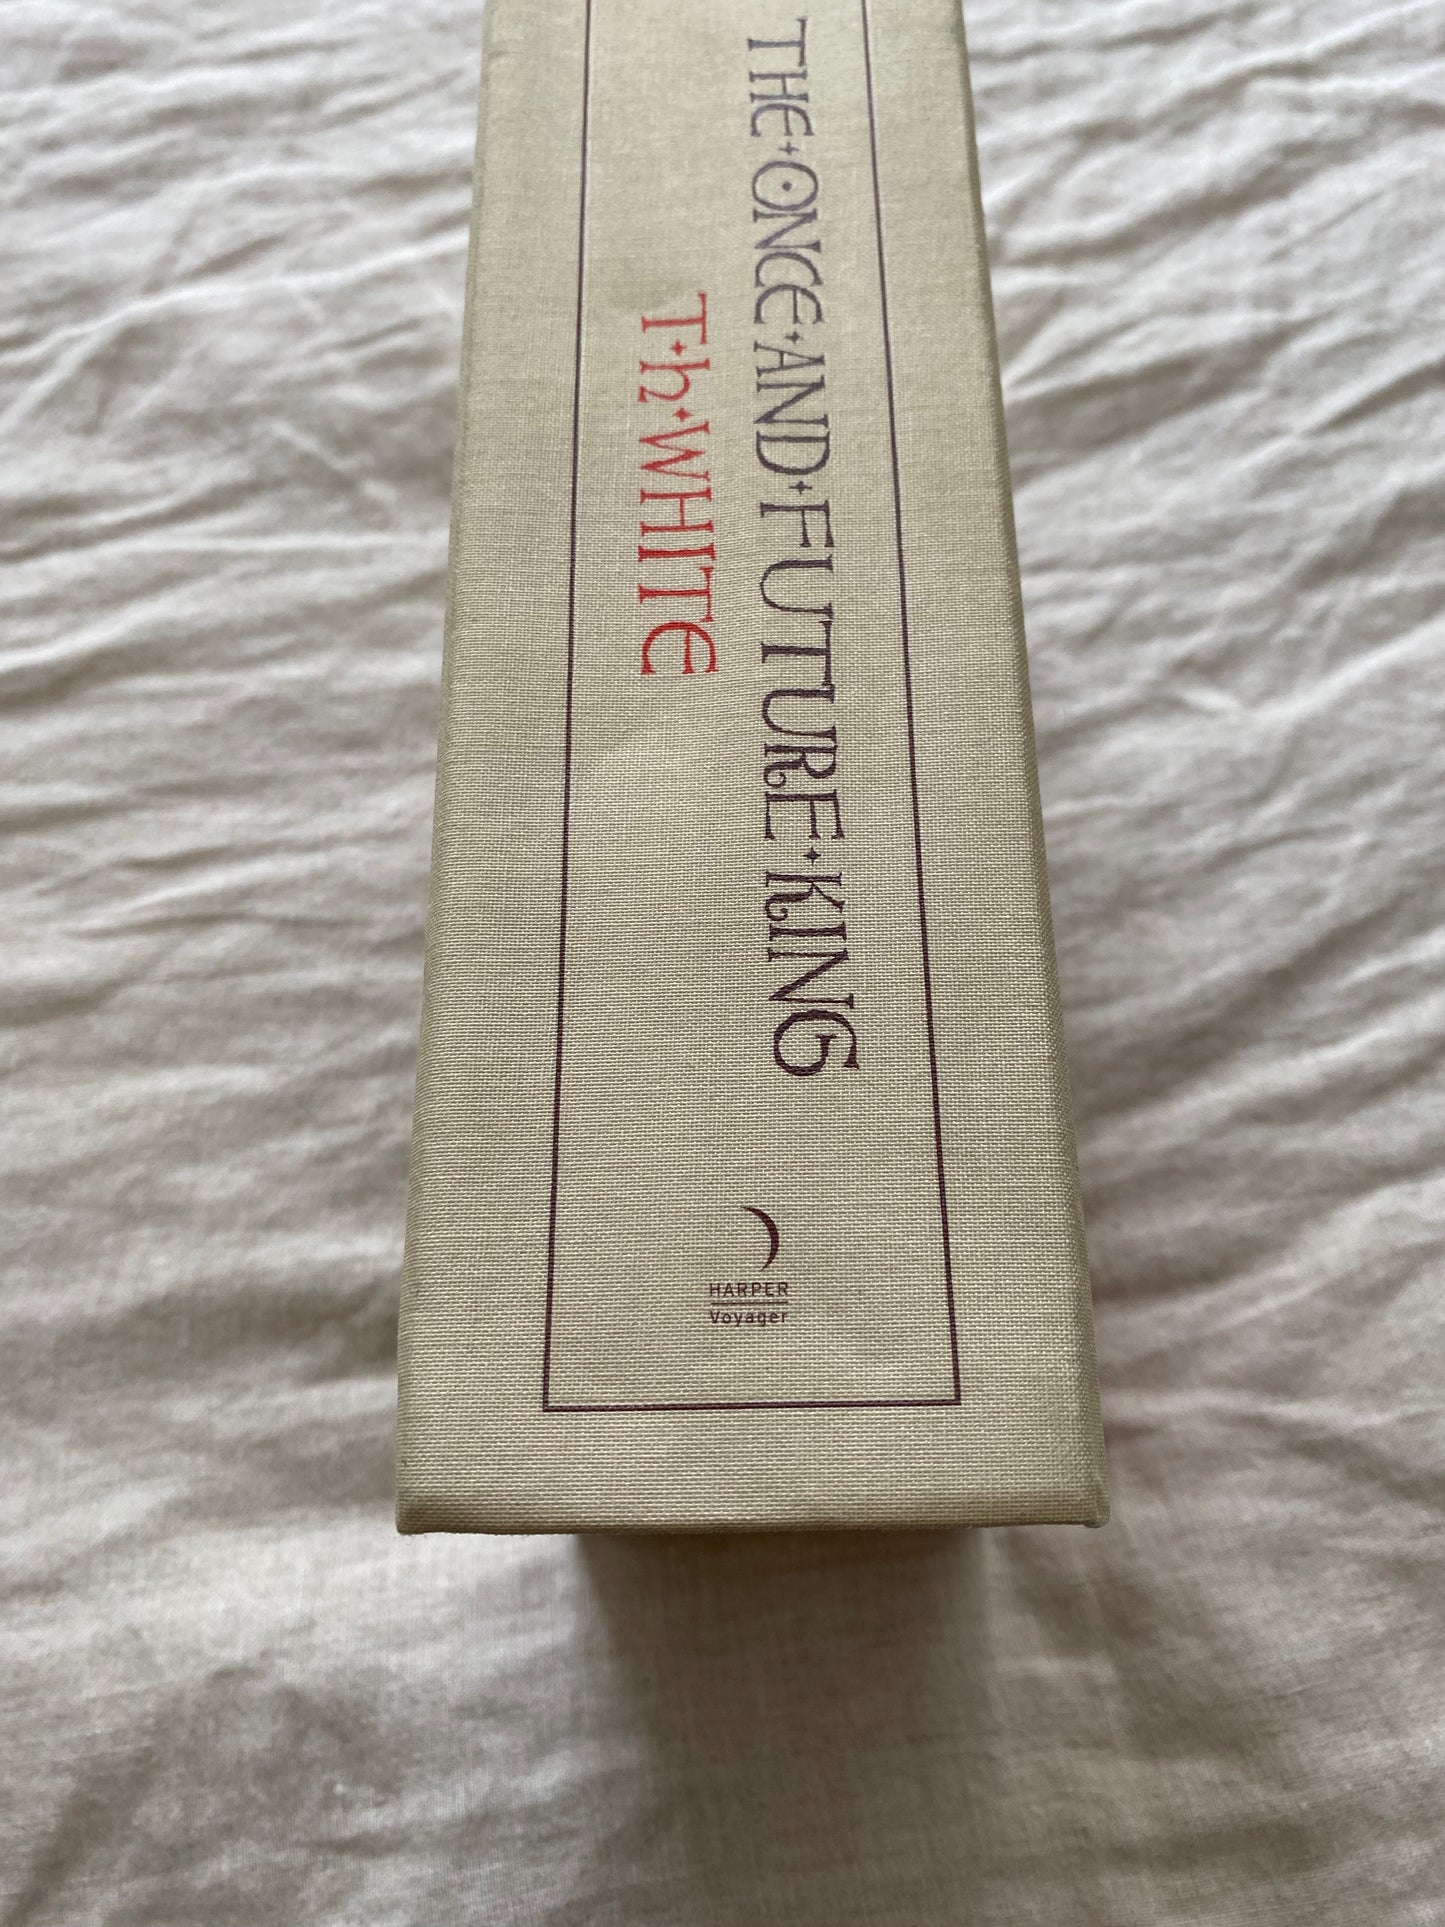 THE·ONCE·AND·FUTURE·KING
T·h·WHITE
HARPER
Voyager